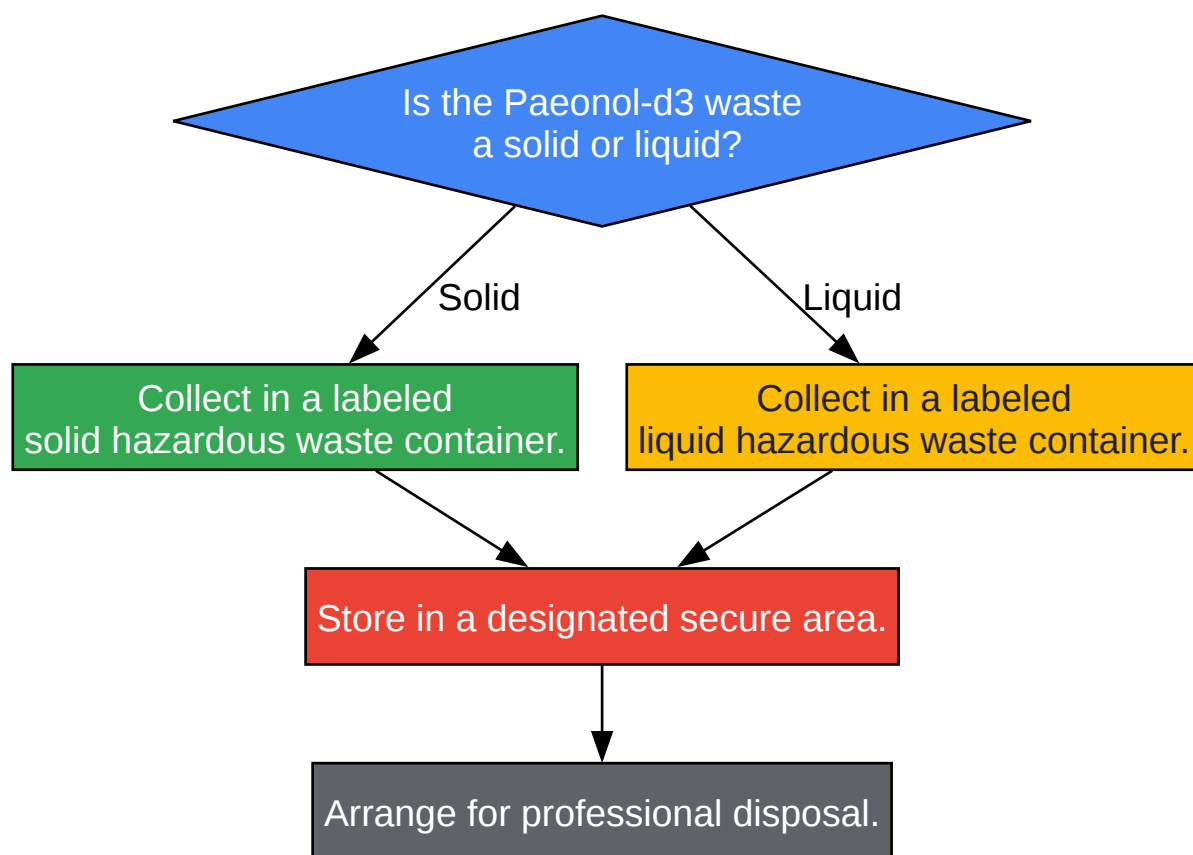 Is the Paeonol-d3 waste
a solid or liquid?
Solid
Liquid
Collect in a labeled
solid hazardous waste container.
Collect in a labeled
liquid hazardous waste container.
Store in a designated secure area.
Arrange for professional disposal.